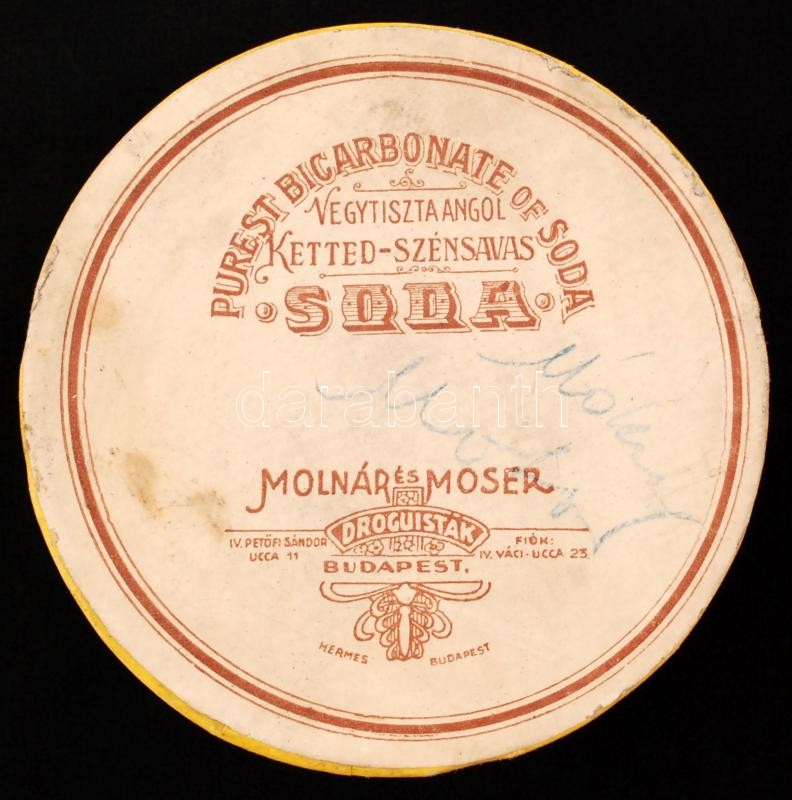 PUREST BICARBONATE OF SODA
VEGYTISZTA ANGOL
KETTED-SZÉNSAVAS
SODA
darabanth
MOLNÁR ÉS MOSER
DROGUISTÁK
IV. PETŐFI SÁNDOR UCCA 11
FIÓK: IV. VÁCI-UCCA 23.
BUDAPEST.
HERMES BUDAPEST